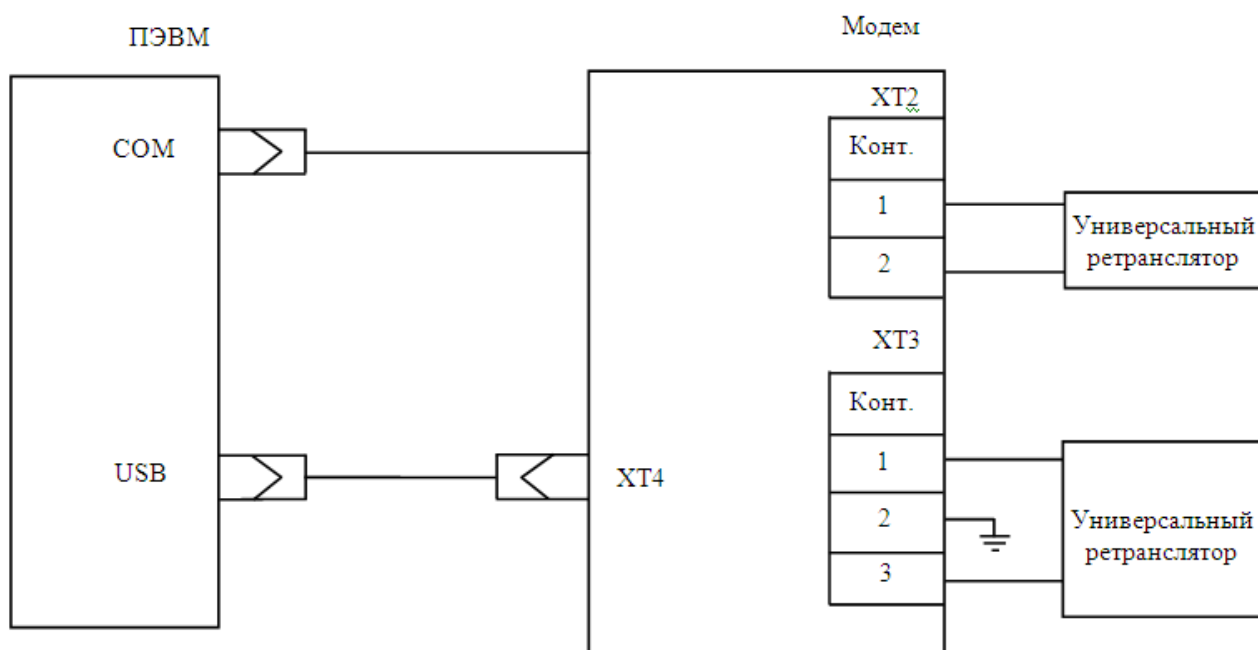 ПЭВМ
Модем
COM
USB
XT4
XT2
Конт.
1
2
XT3
Конт.
1
2
3
Универсальный
ретранслятор
Универсальный
ретранслятор